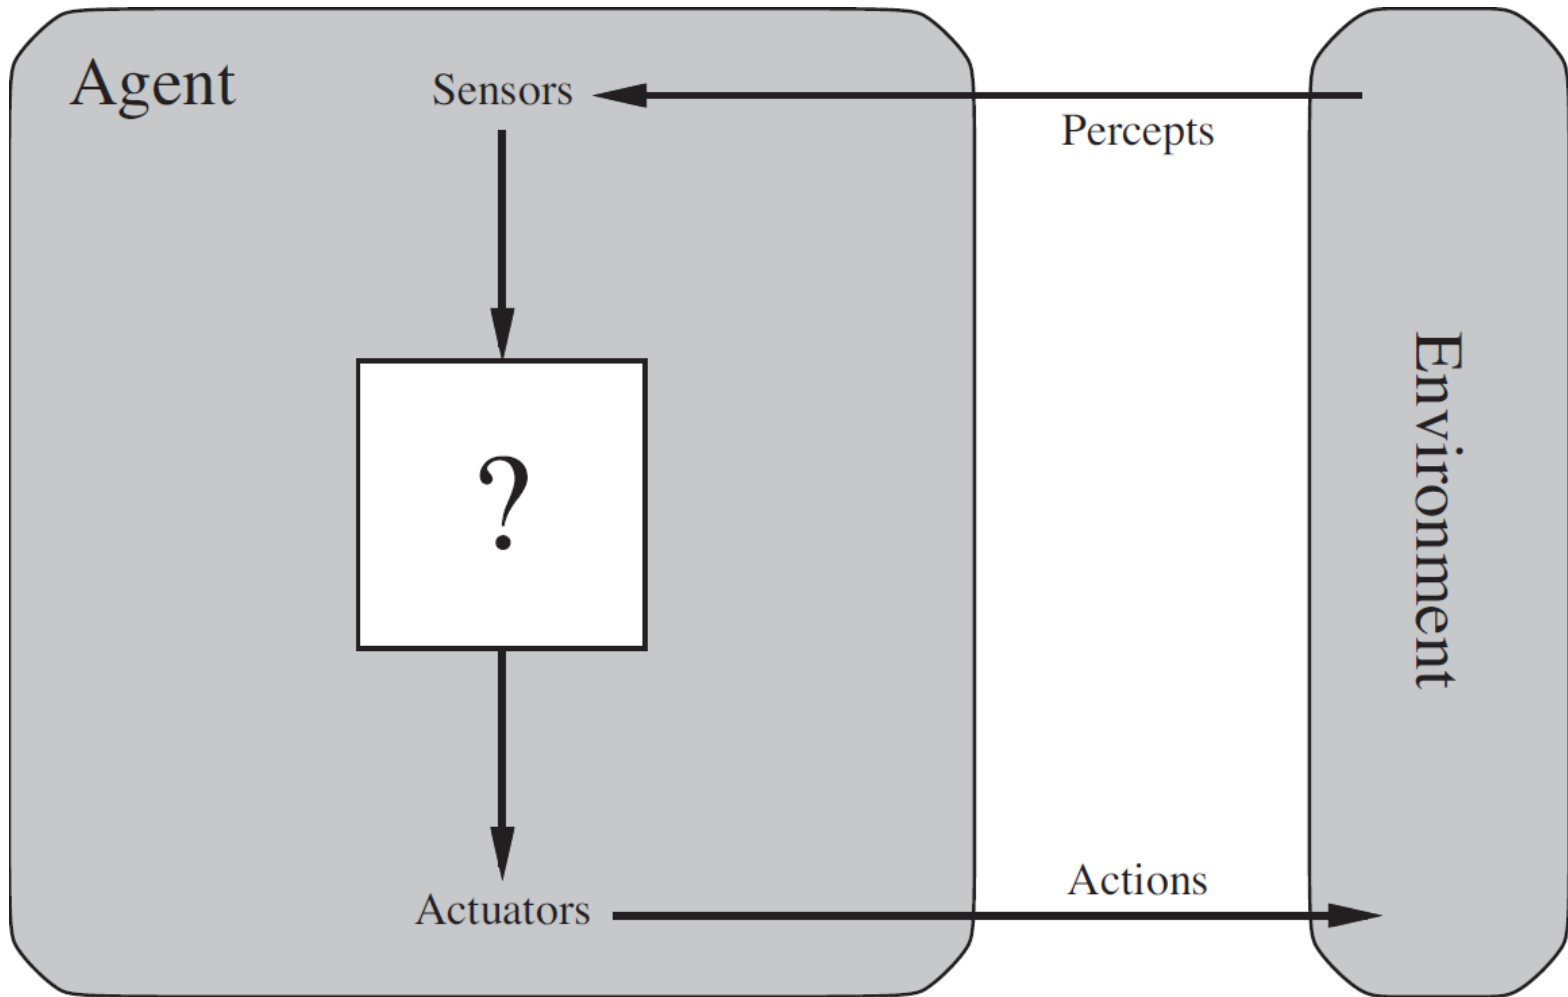 Agent
Sensors
Percepts
?
Environment
Actions
Actuators